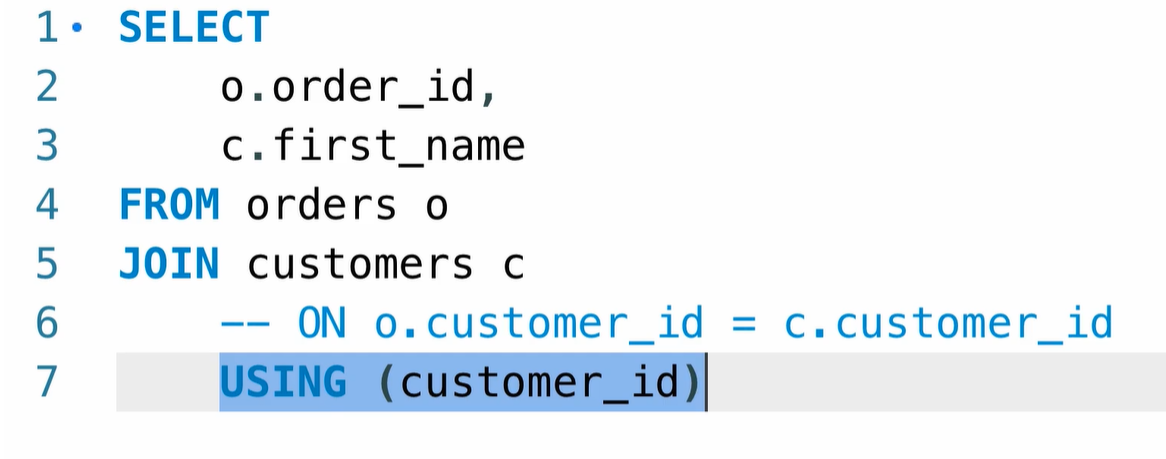 1 SELECT
2 o.order_id,
3 c.first_name
4 FROM orders o
5 JOIN customers c
6 -- ON o.customer_id = c.customer_id
7 USING (customer_id)